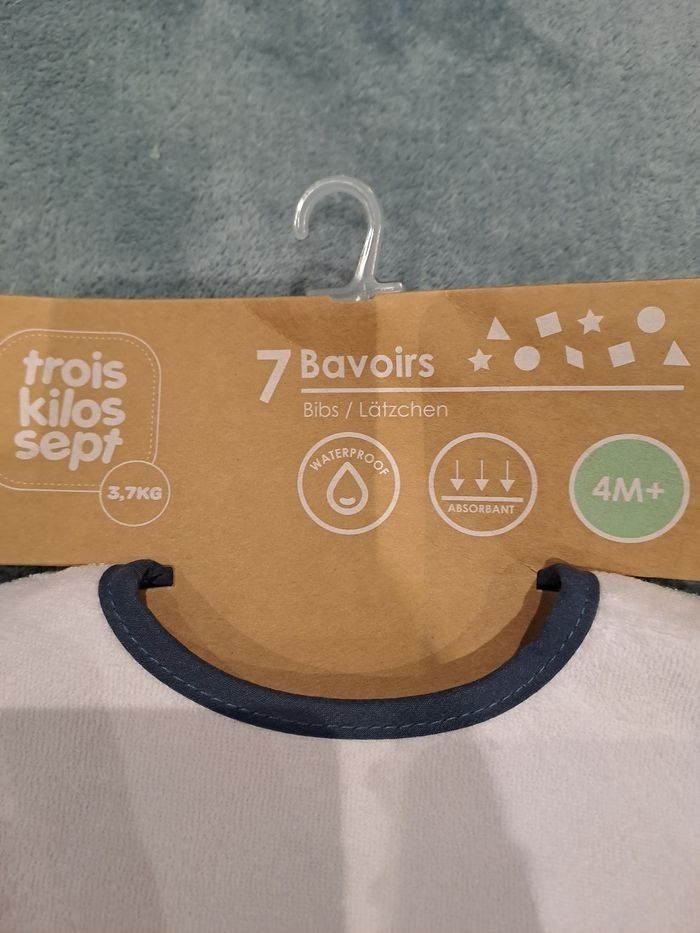 trois
kilos
sept
3,7KG
7 Bavoirs
Bibs / Lätzchen
WATERPROOF
ABSORBANT
4M+